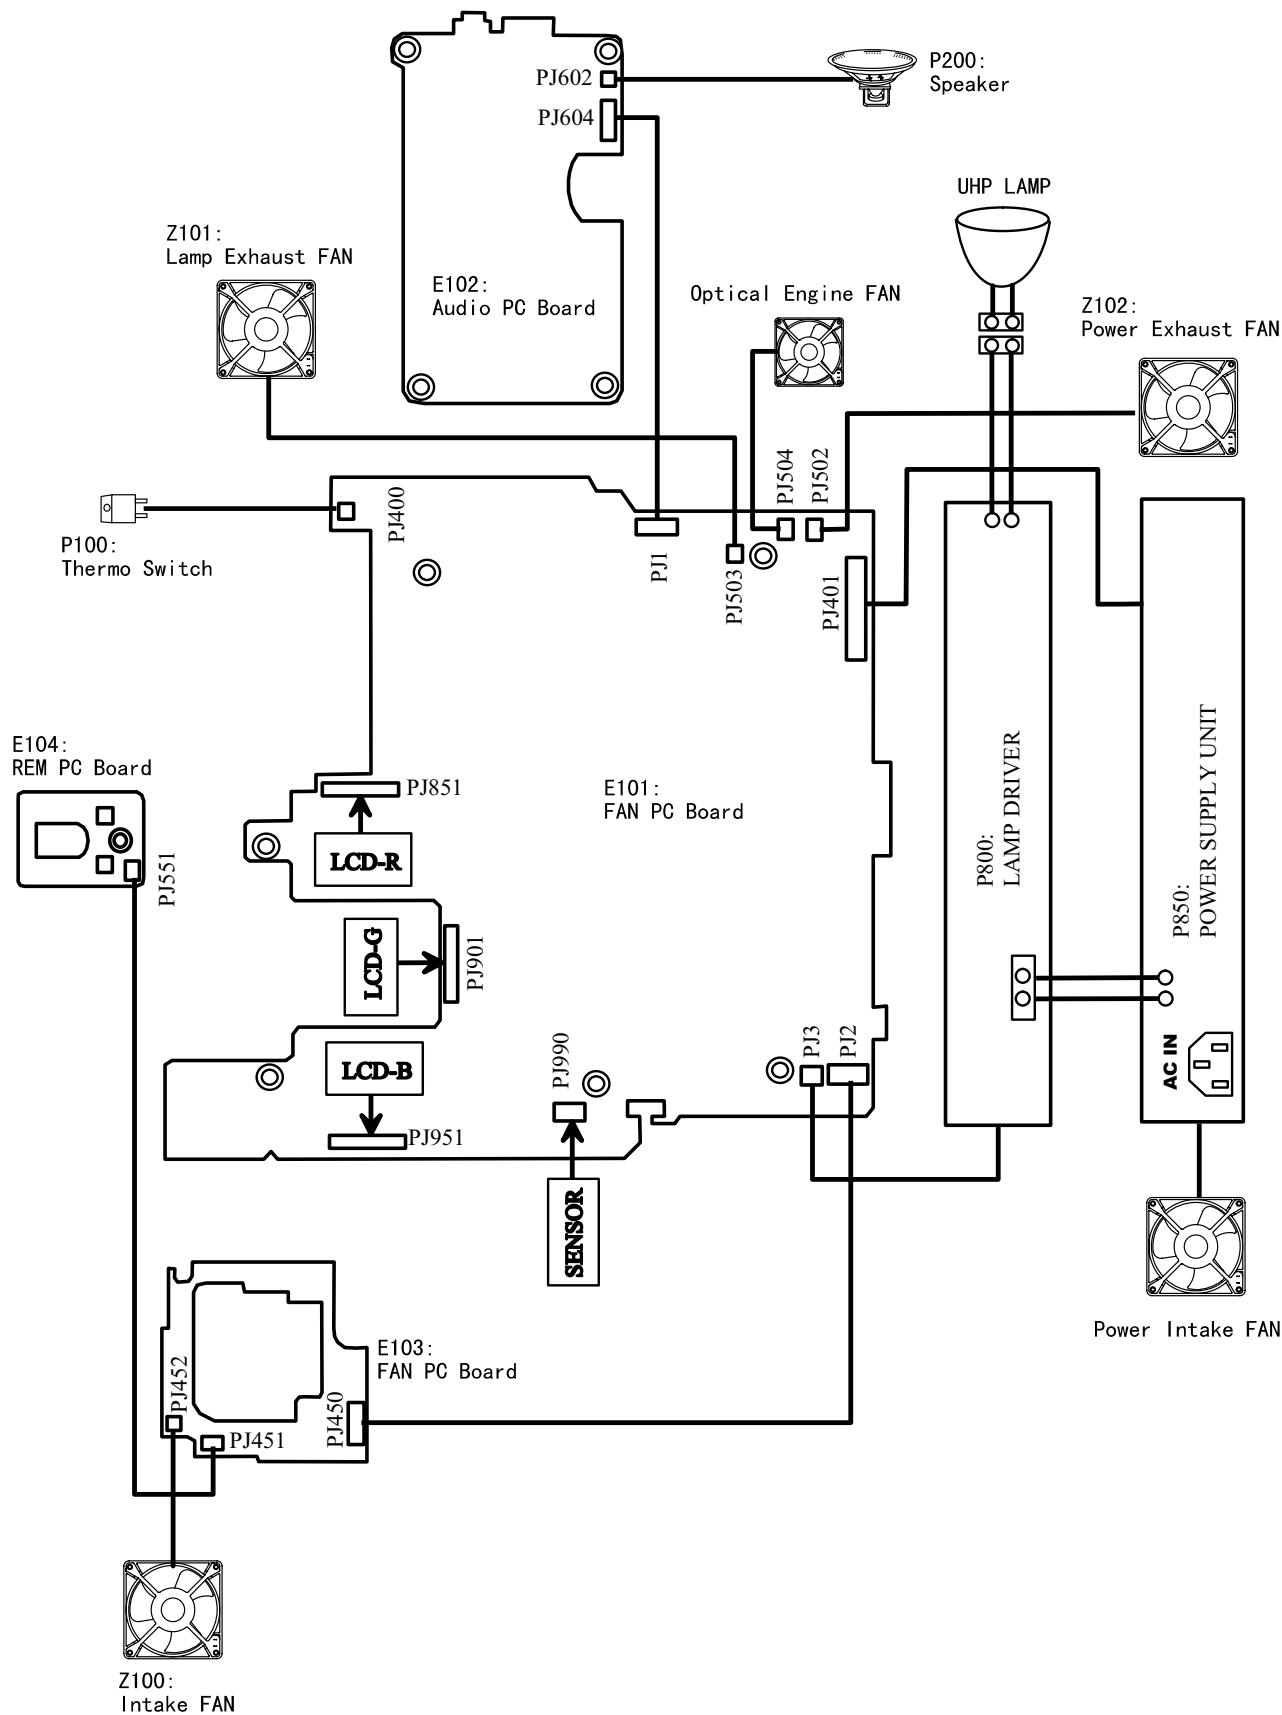 PJ602
P200:
Speaker
PJ604
UHP LAMP
Z101:
Lamp Exhaust FAN
E102:
Audio PC Board
Optical Engine FAN
Z102:
Power Exhaust FAN
PJ504
PJ502
PJ400
P100:
Thermo Switch
PJ1
PJ503
PJ401
E104:
REM PC Board
PJ851
E101:
FAN PC Board
LCD-R
PJ551
P800:
LAMP DRIVER
P850:
POWER SUPPLY UNIT
LCD-G
PJ901
PJ990
PJ3
PJ2
AC IN
LCD-B
PJ951
SENSOR
Power Intake FAN
E103:
FAN PC Board
PJ452
PJ450
PJ451
Z100:
Intake FAN